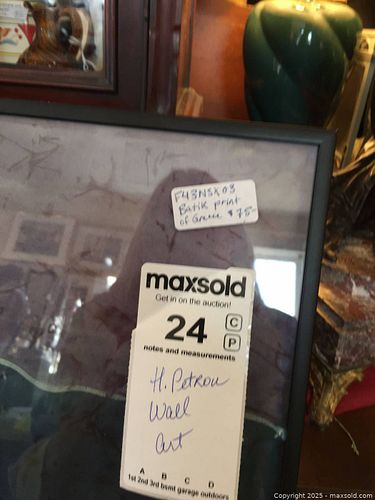 F43NSX03
Batik print
of Greece $75-
maxsold
Get in on the auction!
24
C
P
notes and measurements
H. Petrou
Wall
art
A B C D
1st 2nd 3rd bsmt garage outdoors
Copyright © 2025 - maxsold.com